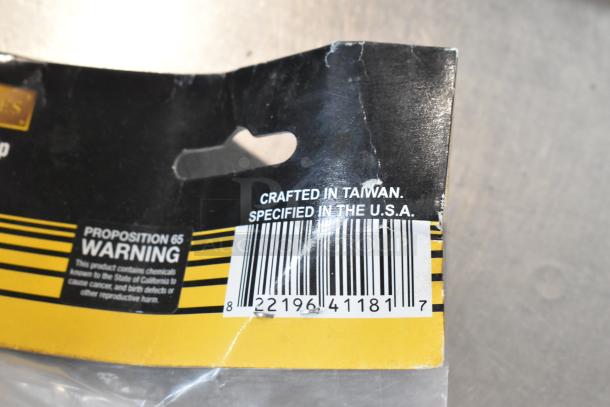 ES
p
CRAFTED IN TAIWAN.
SPECIFIED IN THE U.S.A.
PROPOSITION 65
WARNING
This product contains chemicals
known to the State of California to
cause cancer, and birth defects or
other reproductive harm.
8 22196 41181 7